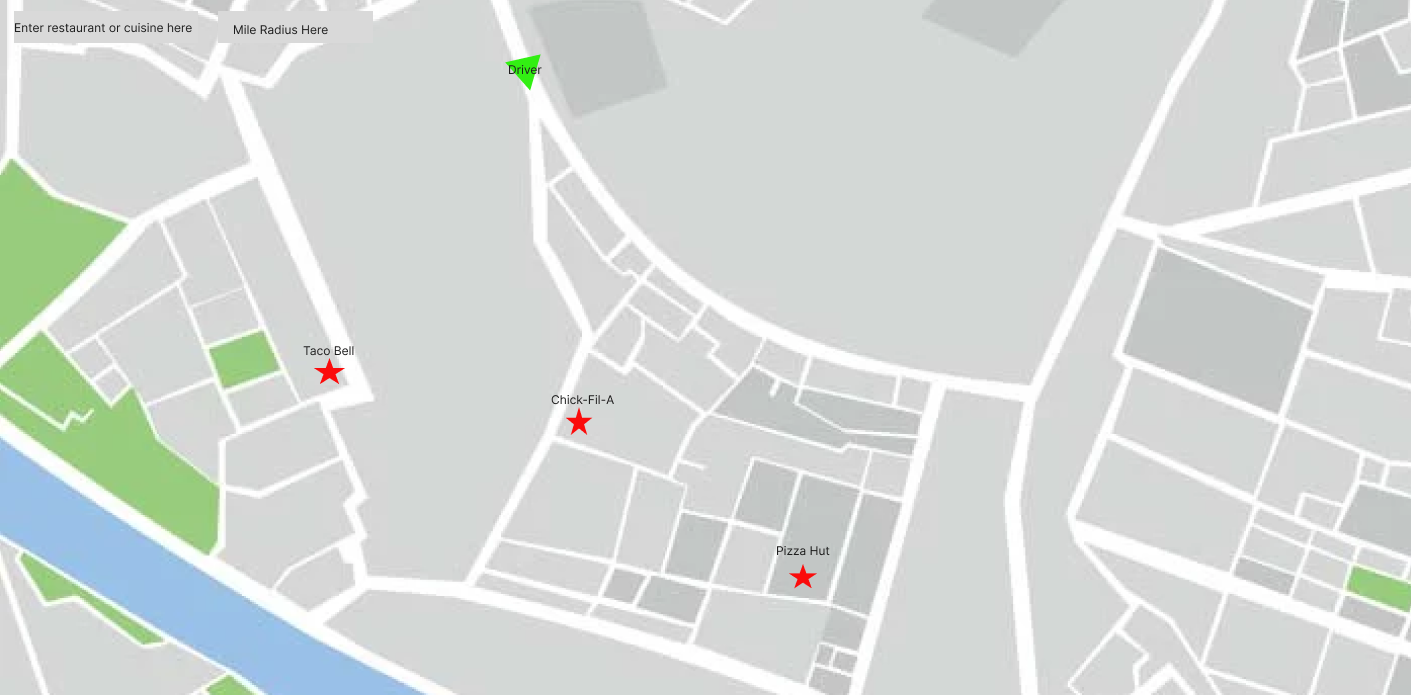 Enter restaurant or cuisine here
Mile Radius Here
Driver
Taco Bell
Chick-Fil-A
Pizza Hut